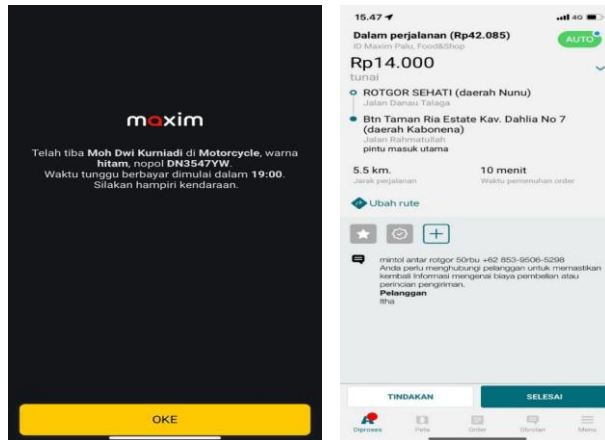 maxim
Telah tiba Moh Dwi Kurniadi di Motorcycle, warna
hitam, nopol DN3547YW.
Waktu tunggu berbayar dimulai dalam 19:00.
Silakan hampiri kendaraan.
OKE
15.47
4G
Dalam perjalanan (Rp42.085)
ID Maxim Palu, Food&Shop
AUTO
Rp14.000
tunai
ROTGOR SEHATI (daerah Nunu)
Jalan Danau Talaga
Btn Taman Ria Estate Kav. Dahlia No 7
(daerah Kabonena)
Jalan Rahmatullah
pintu masuk utama
5.5 km.
10 menit
Jarak perjalanan
Waktu pemenuhan order
Ubah rute
mintol antar rotgor 50rbu +62 853-9506-5298
Anda perlu menghubungi pelanggan untuk memastikan
kembali Informasi mengenai biaya pembelian atau
perincian pengiriman.
Pelanggan
Itha
TINDAKAN
SELESAI
Diproses
Peta
Order
Obrolan
Menu